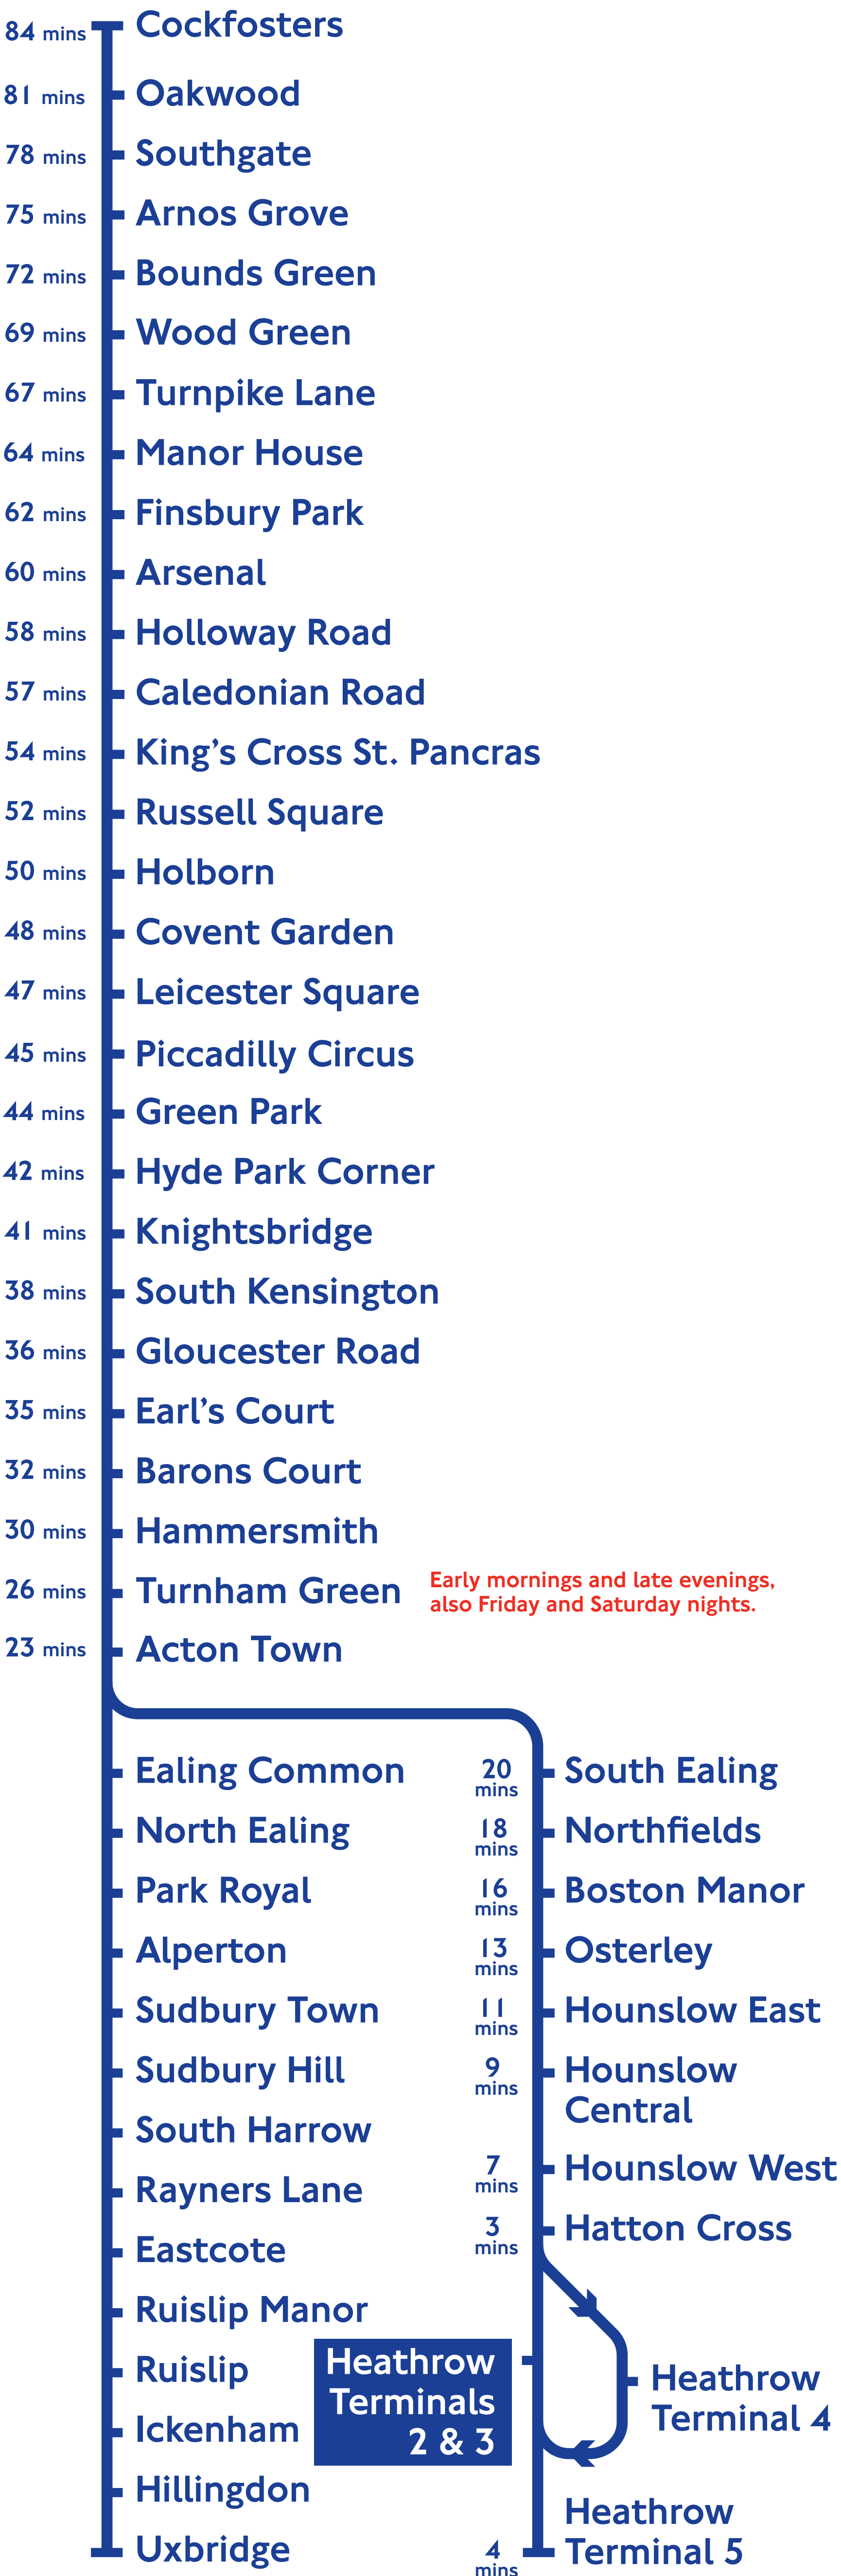 84 mins Cockfosters
81 mins Oakwood
78 mins Southgate
75 mins Arnos Grove
72 mins Bounds Green
69 mins Wood Green
67 mins Turnpike Lane
64 mins Manor House
62 mins Finsbury Park
60 mins Arsenal
58 mins Holloway Road
57 mins Caledonian Road
54 mins King’s Cross St. Pancras
52 mins Russell Square
50 mins Holborn
48 mins Covent Garden
47 mins Leicester Square
45 mins Piccadilly Circus
44 mins Green Park
42 mins Hyde Park Corner
41 mins Knightsbridge
38 mins South Kensington
36 mins Gloucester Road
35 mins Earl’s Court
32 mins Barons Court
30 mins Hammersmith
26 mins Turnham Green
Early mornings and late evenings,
also Friday and Saturday nights.
23 mins Acton Town
Ealing Common
North Ealing
Park Royal
Alperton
Sudbury Town
Sudbury Hill
South Harrow
Rayners Lane
Eastcote
Ruislip Manor
Ruislip
Ickenham
Hillingdon
Uxbridge
20
mins
South Ealing
18
mins
Northfields
16
mins
Boston Manor
13
mins
Osterley
11
mins
Hounslow East
9
mins
Hounslow
Central
7
mins
Hounslow West
3
mins
Hatton Cross
Heathrow
Terminals
2 & 3
Heathrow
Terminal 4
4
mins
Heathrow
Terminal 5